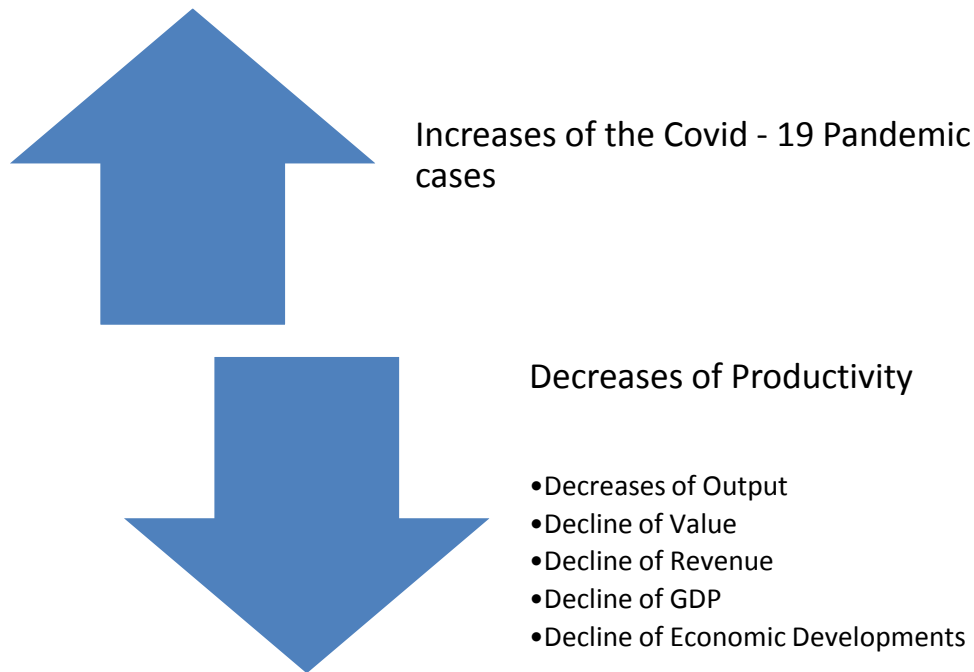 Increases of the Covid - 19 Pandemic
cases
Decreases of Productivity
•Decreases of Output
•Decline of Value
•Decline of Revenue
•Decline of GDP
•Decline of Economic Developments